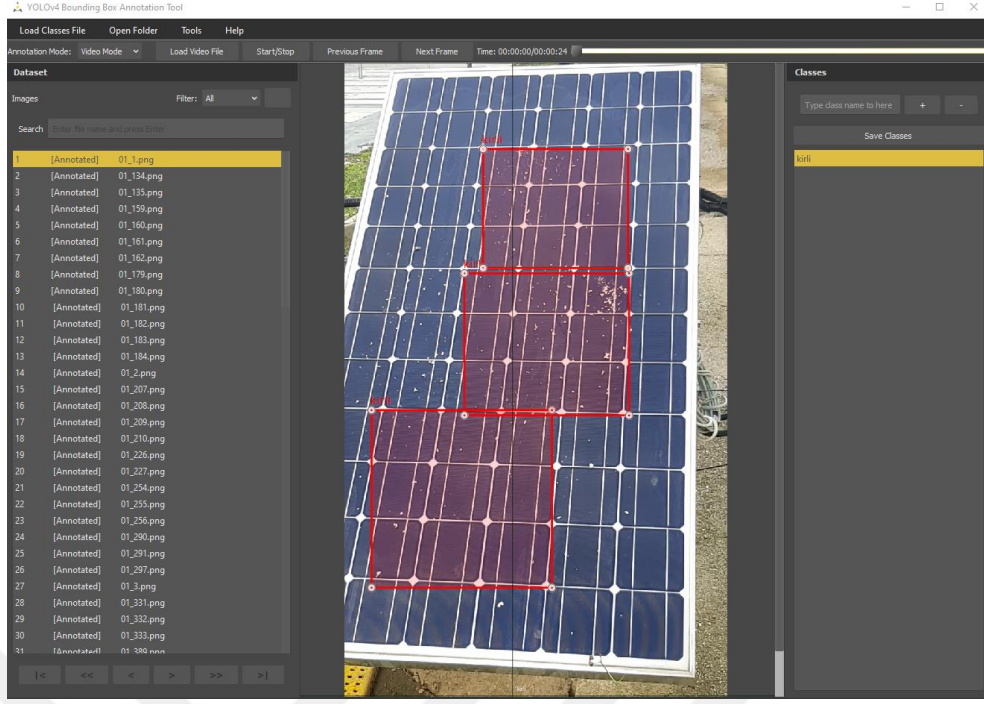 YOLOv4 Bounding Box Annotation Tool
Load Classes File Open Folder Tools Help
Annotation Mode: Video Mode Load Video File Start/Stop Previous Frame Next Frame Time: 00:00:00/00:00:24
Dataset
Images Filter: All
Search Enter file name and press Enter
1 [Annotated] 01_1.png
2 [Annotated] 01_134.png
3 [Annotated] 01_135.png
4 [Annotated] 01_159.png
5 [Annotated] 01_160.png
6 [Annotated] 01_161.png
7 [Annotated] 01_162.png
8 [Annotated] 01_179.png
9 [Annotated] 01_180.png
10 [Annotated] 01_181.png
11 [Annotated] 01_182.png
12 [Annotated] 01_183.png
13 [Annotated] 01_184.png
14 [Annotated] 01_2.png
15 [Annotated] 01_207.png
16 [Annotated] 01_208.png
17 [Annotated] 01_209.png
18 [Annotated] 01_210.png
19 [Annotated] 01_226.png
20 [Annotated] 01_227.png
21 [Annotated] 01_254.png
22 [Annotated] 01_255.png
23 [Annotated] 01_256.png
24 [Annotated] 01_290.png
25 [Annotated] 01_291.png
26 [Annotated] 01_297.png
27 [Annotated] 01_3.png
28 [Annotated] 01_331.png
29 [Annotated] 01_332.png
30 [Annotated] 01_333.png
31 [Annotated] 01_389.png
|< << < > >> >|
kirli
kirli
kirli
Classes
Type class name to here + -
Save Classes
kirli